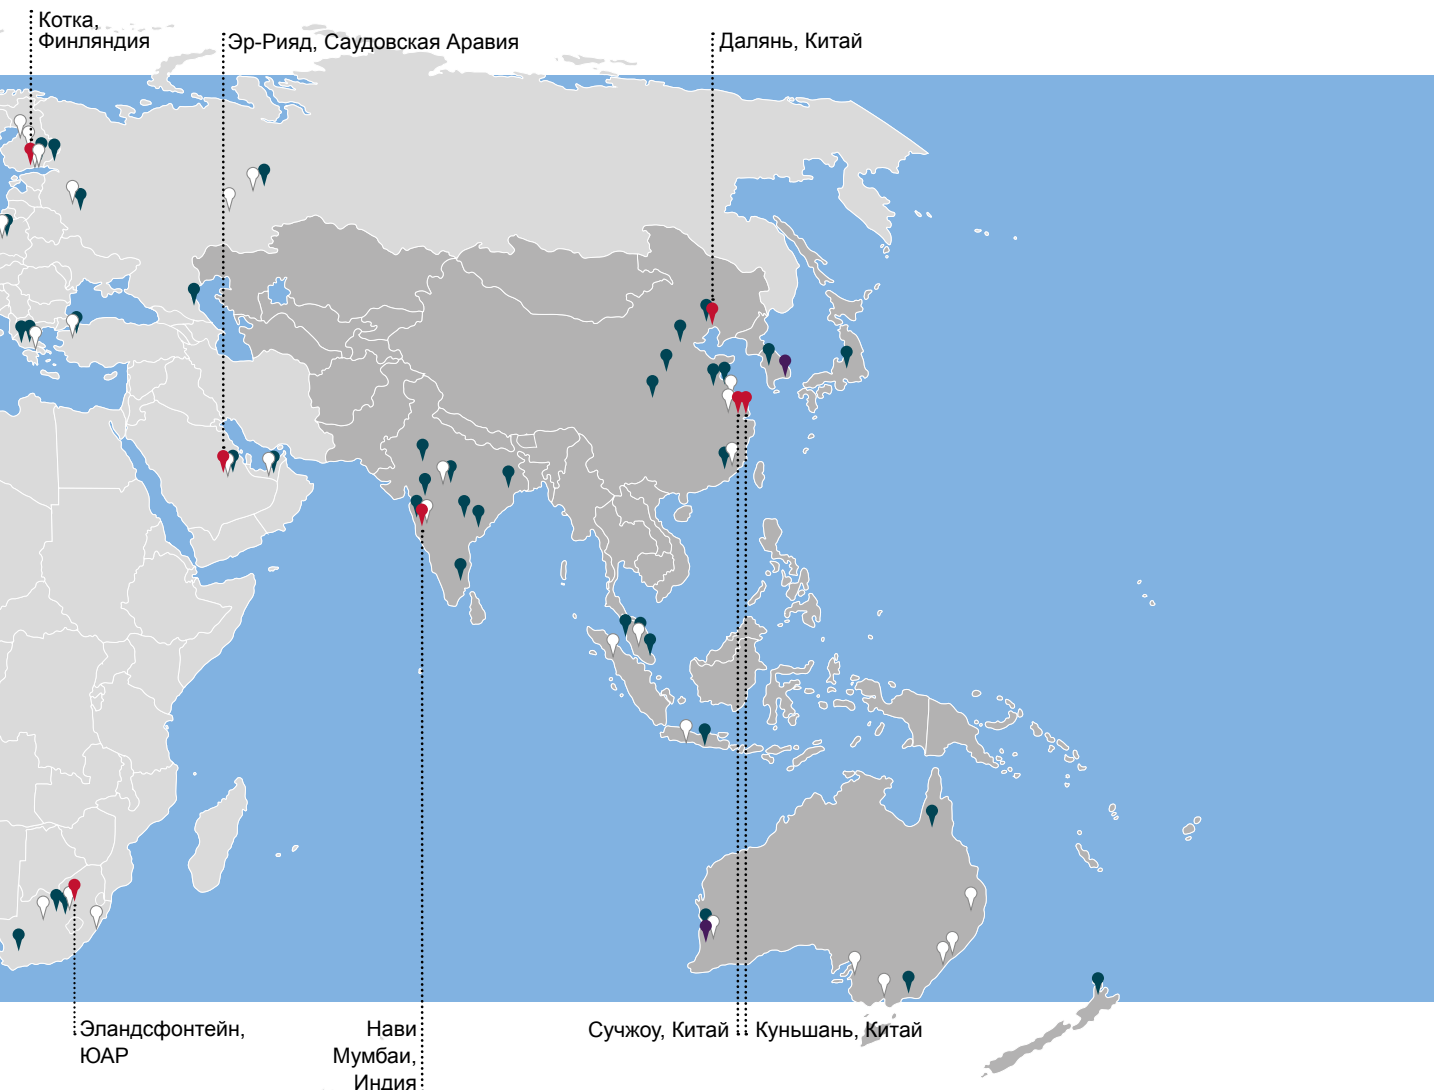 Котка,
Финляндия
Эр-Рияд, Саудовская Аравия
Далянь, Китай
Эландсфонтейн,
ЮАР
Нави
Мумбаи,
Индия
Сучжоу, Китай
Куньшань, Китай